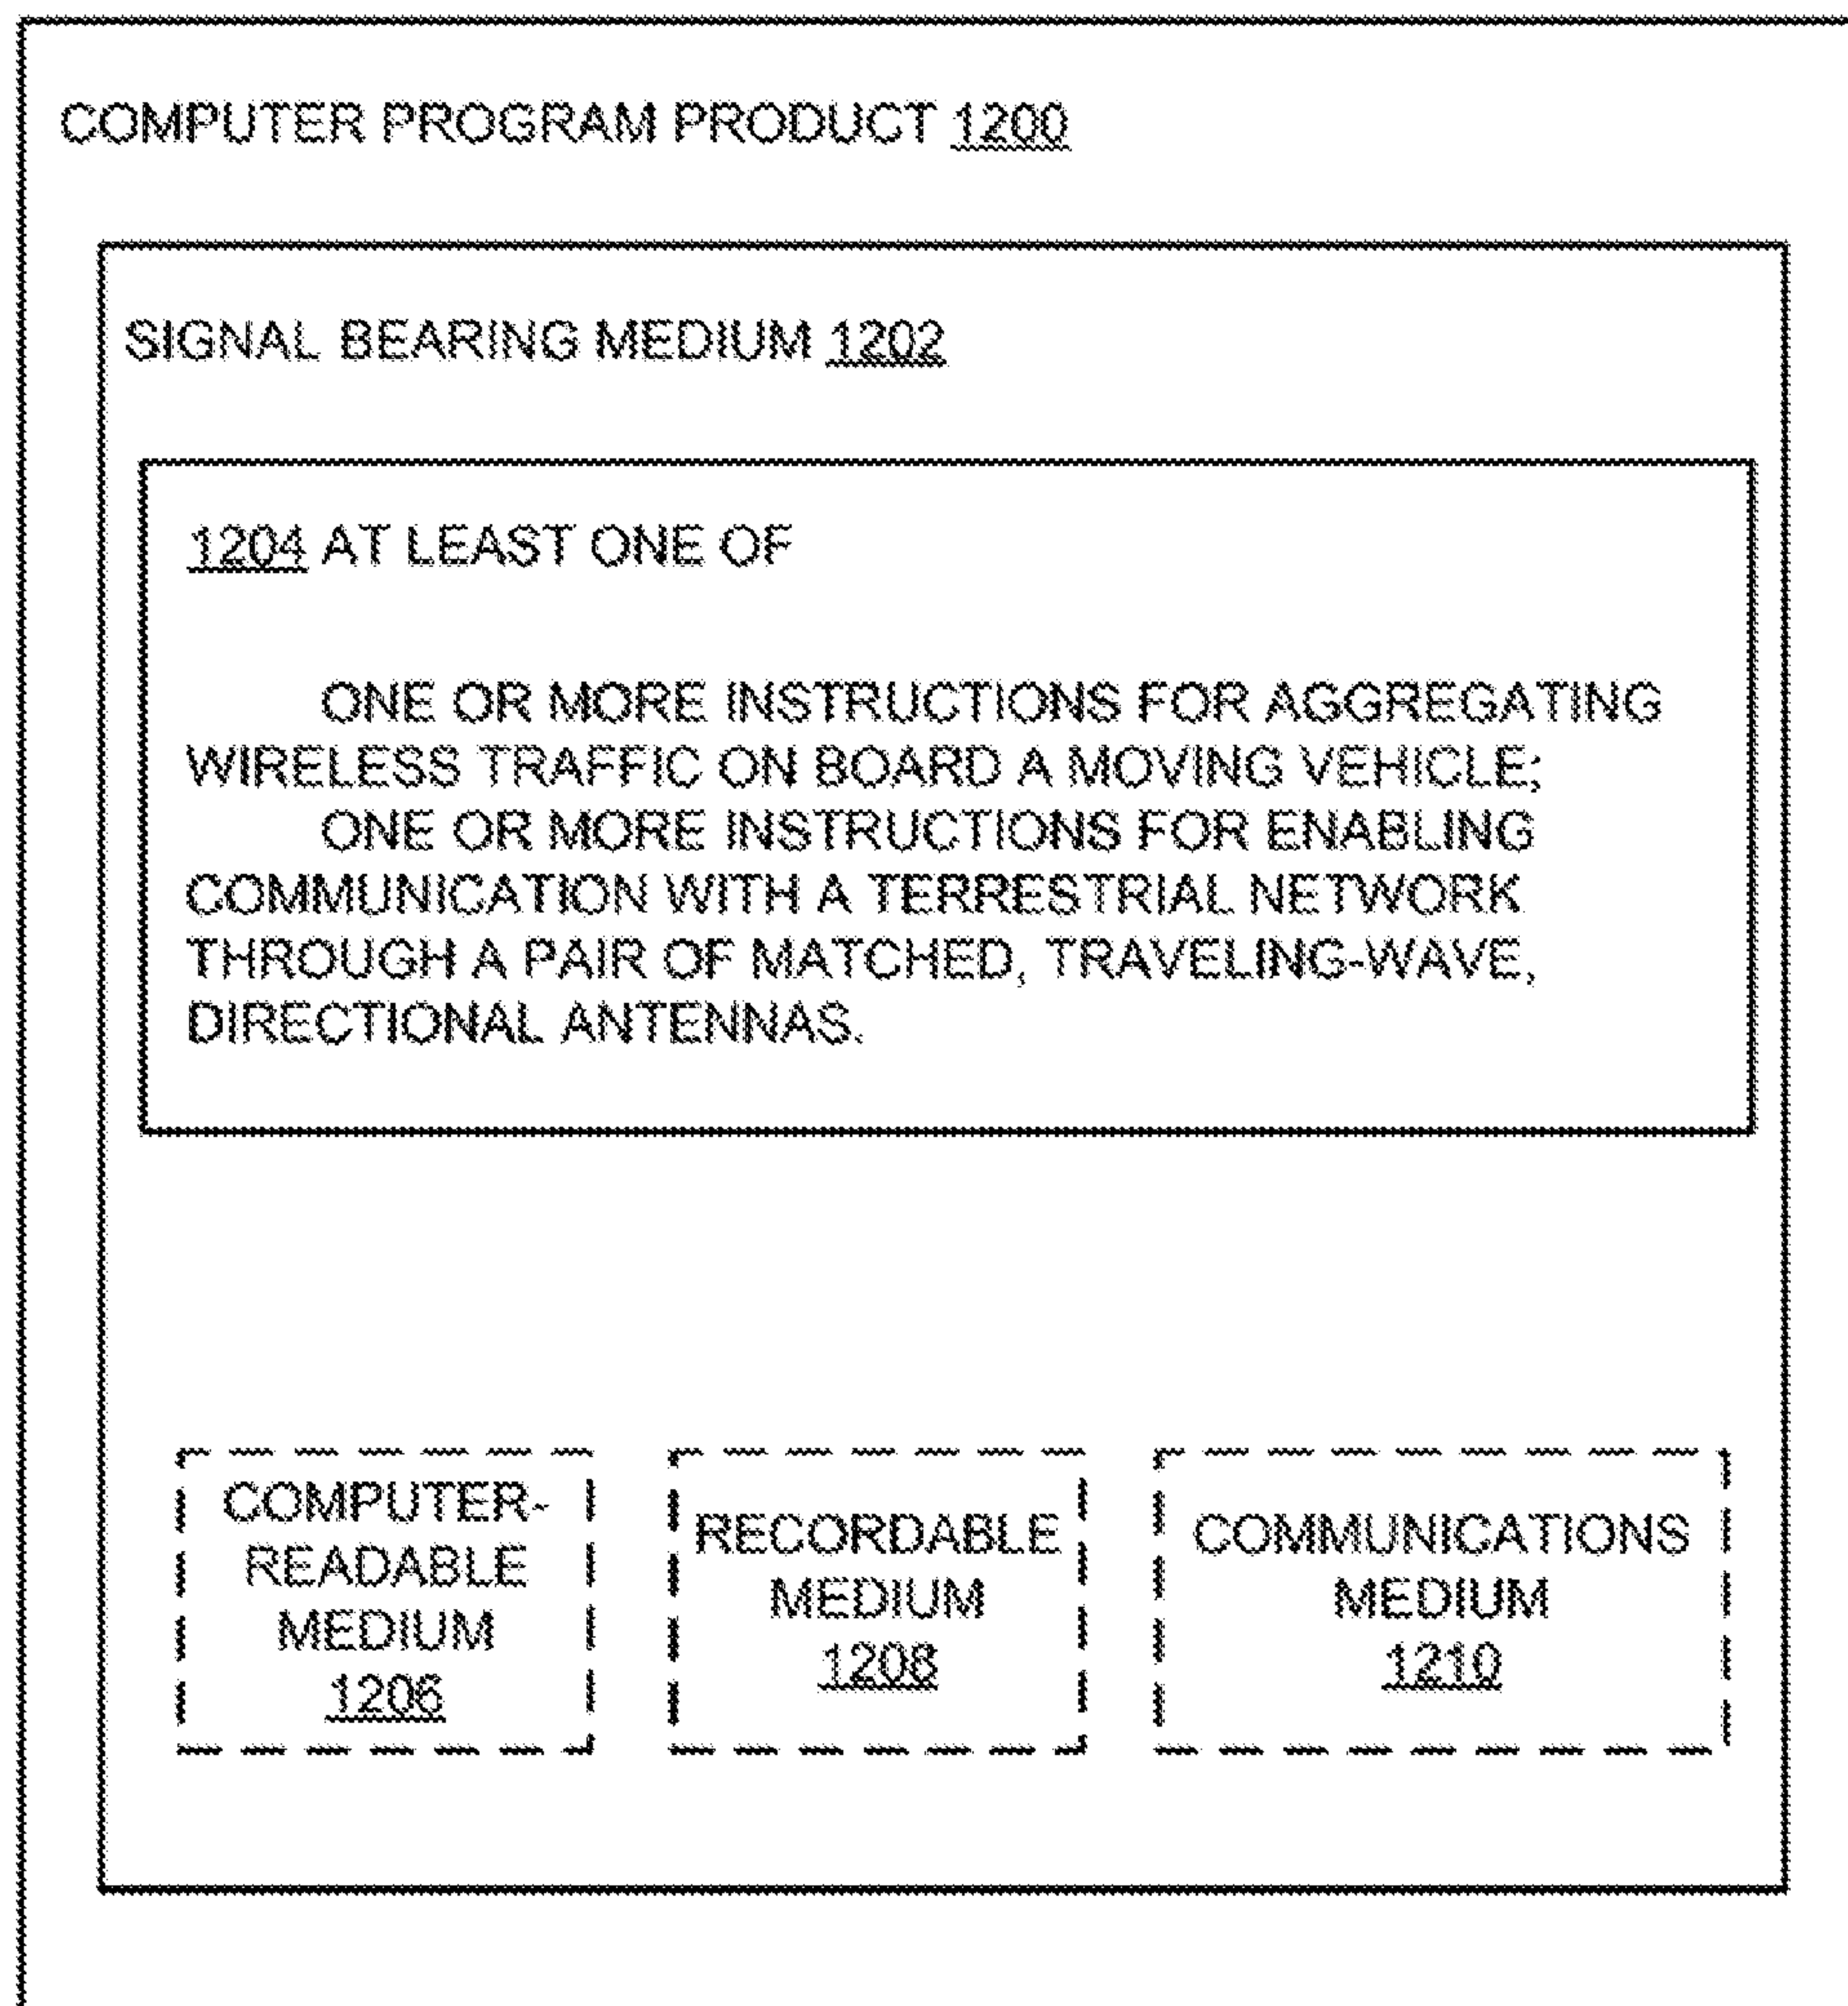 COMPUTER PROGRAM PRODUCT 1200
SIGNAL BEARING MEDIUM 1202
1204 AT LEAST ONE OF
ONE OR MORE INSTRUCTIONS FOR AGGREGATING
WIRELESS TRAFFIC ON BOARD A MOVING VEHICLE;
ONE OR MORE INSTRUCTIONS FOR ENABLING
COMMUNICATION WITH A TERRESTRIAL NETWORK
THROUGH A PAIR OF MATCHED, TRAVELING-WAVE,
DIRECTIONAL ANTENNAS.
COMPUTER-
READABLE
MEDIUM
1206
RECORDABLE
MEDIUM
1208
COMMUNICATIONS
MEDIUM
1210